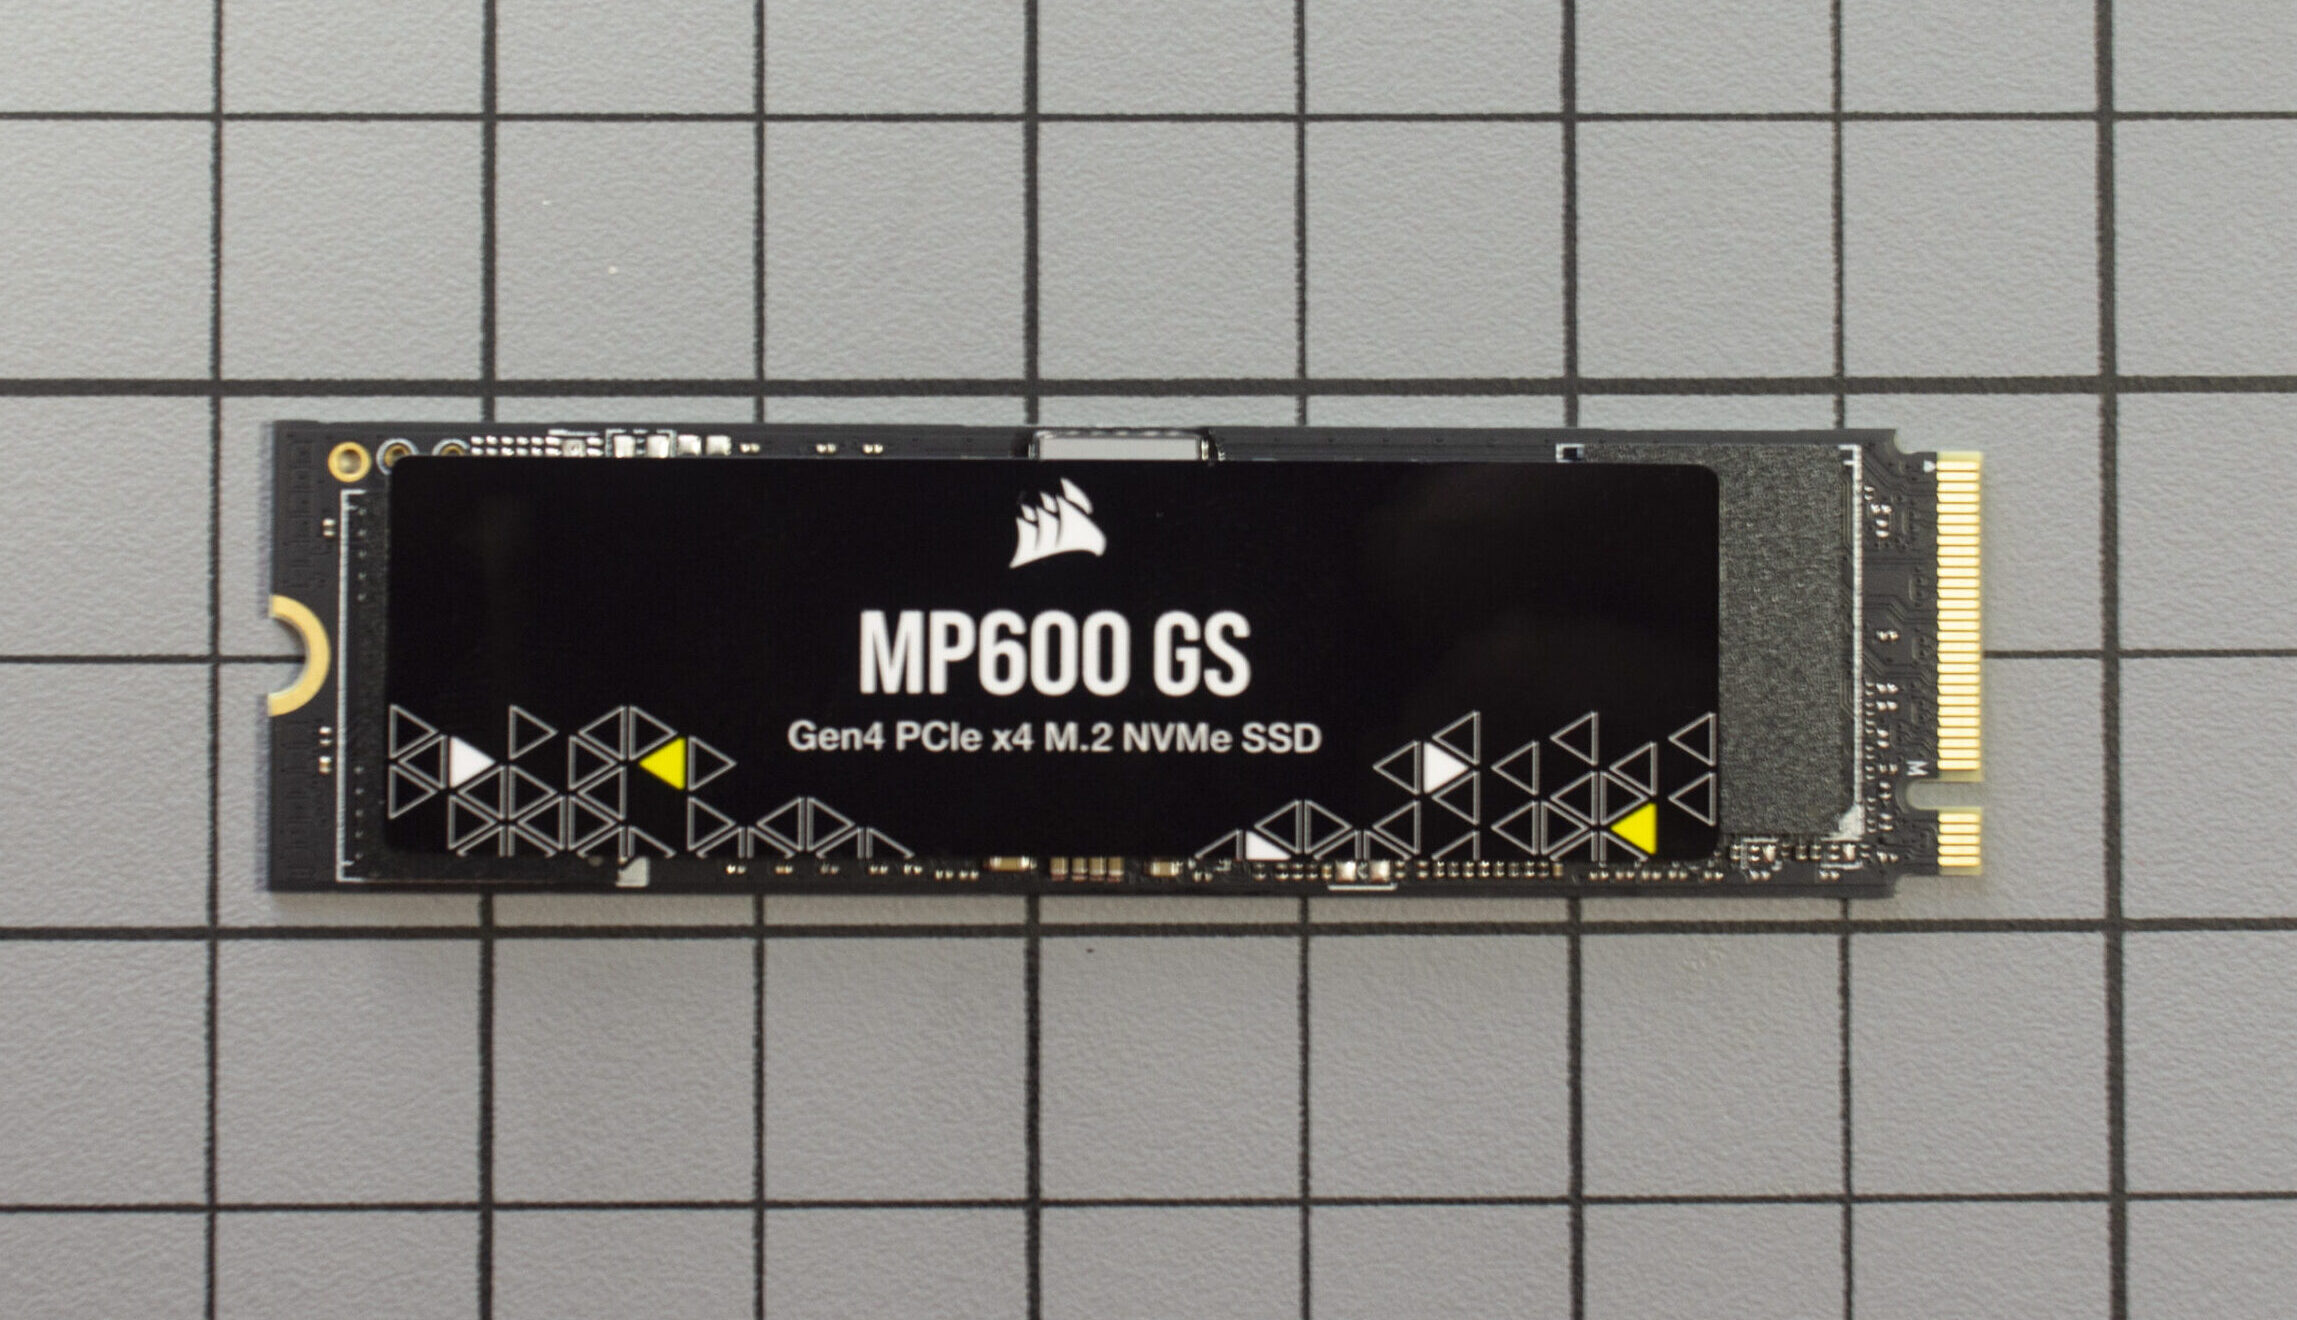 MP600 GS
Gen4 PCIe x4 M.2 NVMe SSD
M